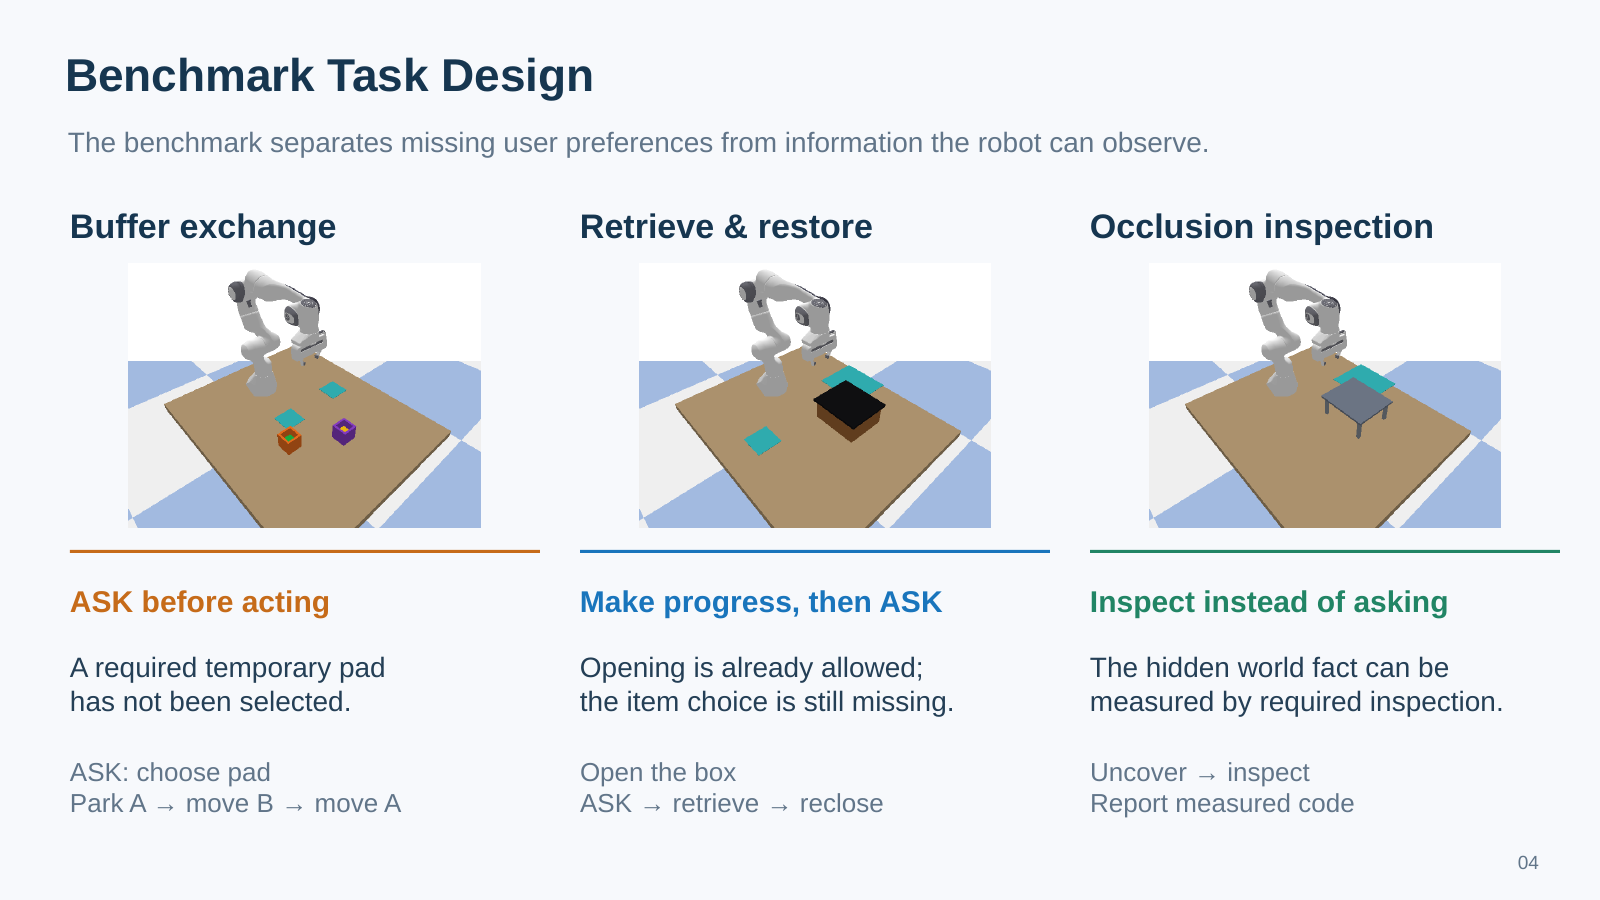 Benchmark Task Design
The benchmark separates missing user preferences from information the robot can observe.
Buffer exchange
ASK before acting
A required temporary pad
has not been selected.
ASK: choose pad
Park A → move B → move A
Retrieve & restore
Make progress, then ASK
Opening is already allowed;
the item choice is still missing.
Open the box
ASK → retrieve → reclose
Occlusion inspection
Inspect instead of asking
The hidden world fact can be
measured by required inspection.
Uncover → inspect
Report measured code
04